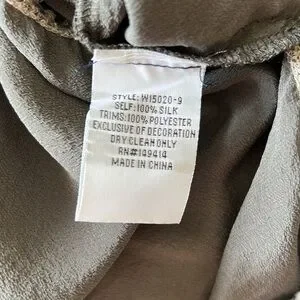 STYLE: W15020-9
SELF:100% SILK
TRIMS:100% POLYESTER
EXCLUSIVE OF DECORATION
DRY CLEAN ONLY
RN#149414
MADE IN CHINA